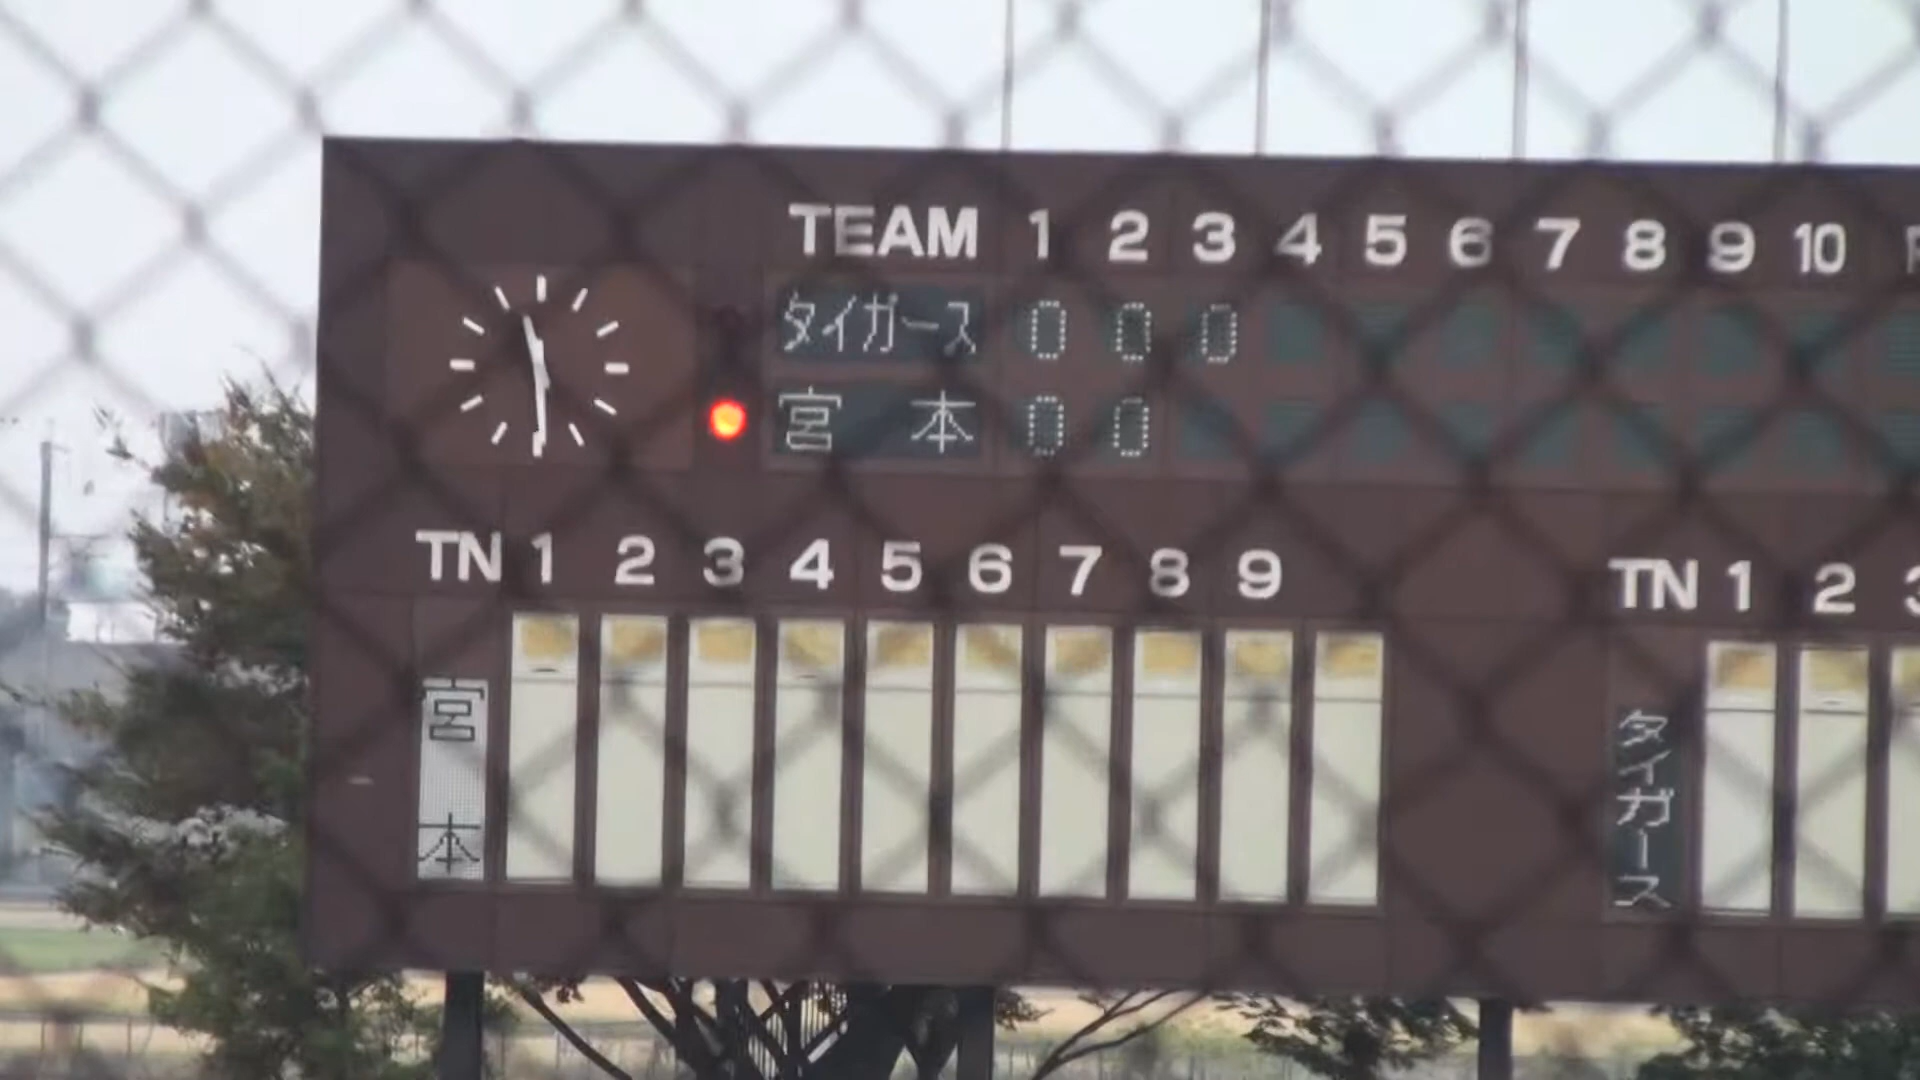 TEAM 1 2 3 4 5 6 7 8 9 10
タイガース 0 0 0
宮本 0 0
TN 1 2 3 4 5 6 7 8 9
宮本
TN 1 2 3
タイガース